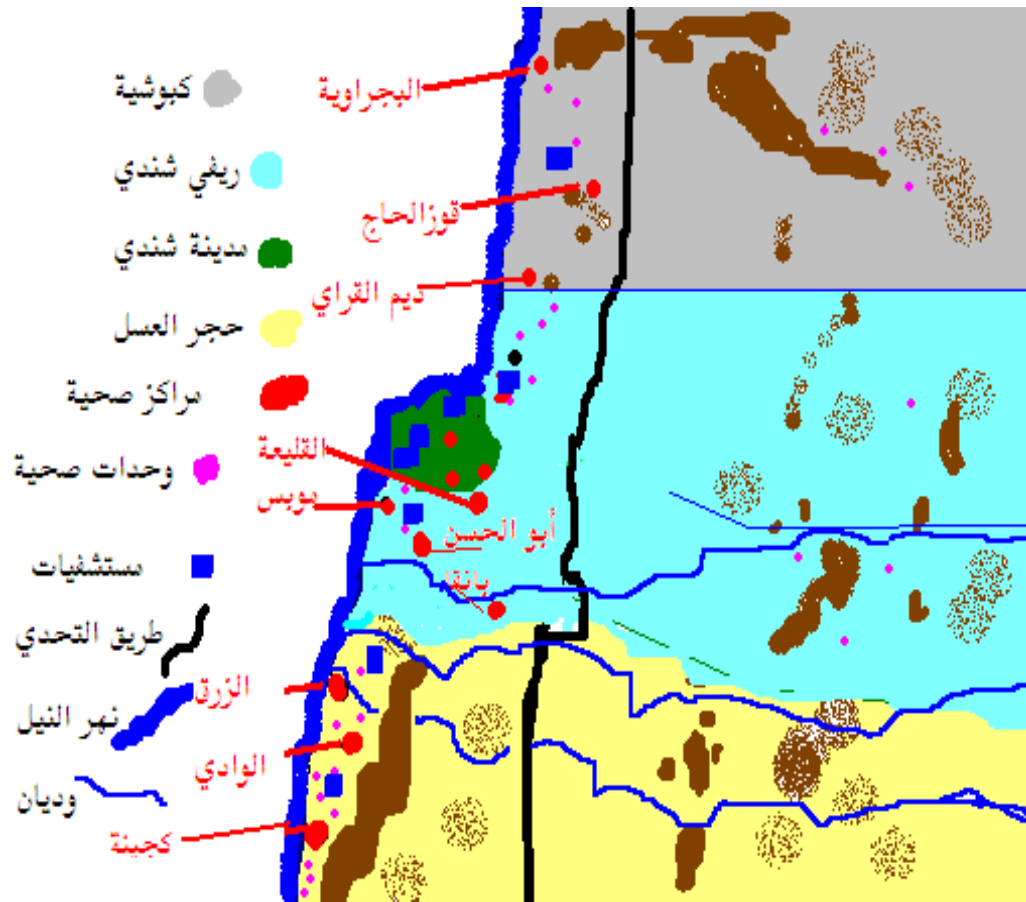 كبوشية
ريفي شندي
مدينة شندي
حجر العسل
مراكز صحية
وحدات صحية
مستشفيات
طريق التحدي
نهر النيل
وديان
البجراوية
قوزالحاج
ديم القراي
القليعة
موبس
أبو الحسن
بانقا
الزرق
الوادي
كجينة